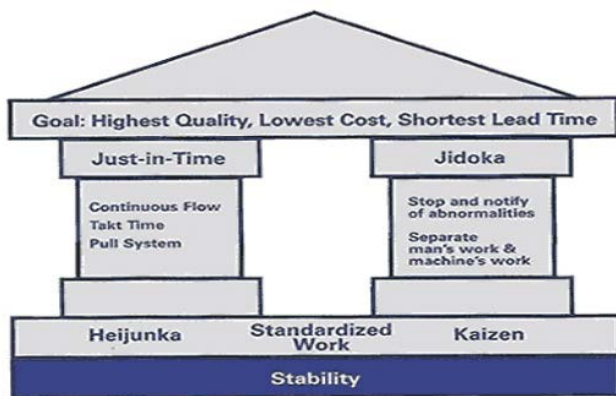 Goal: Highest Quality, Lowest Cost, Shortest Lead Time
Just-in-Time
Continuous Flow
Takt Time
Pull System
Jidoka
Stop and notify
of abnormalities
Separate
man's work &
machine's work
Heijunka
Standardized
Work
Kaizen
Stability